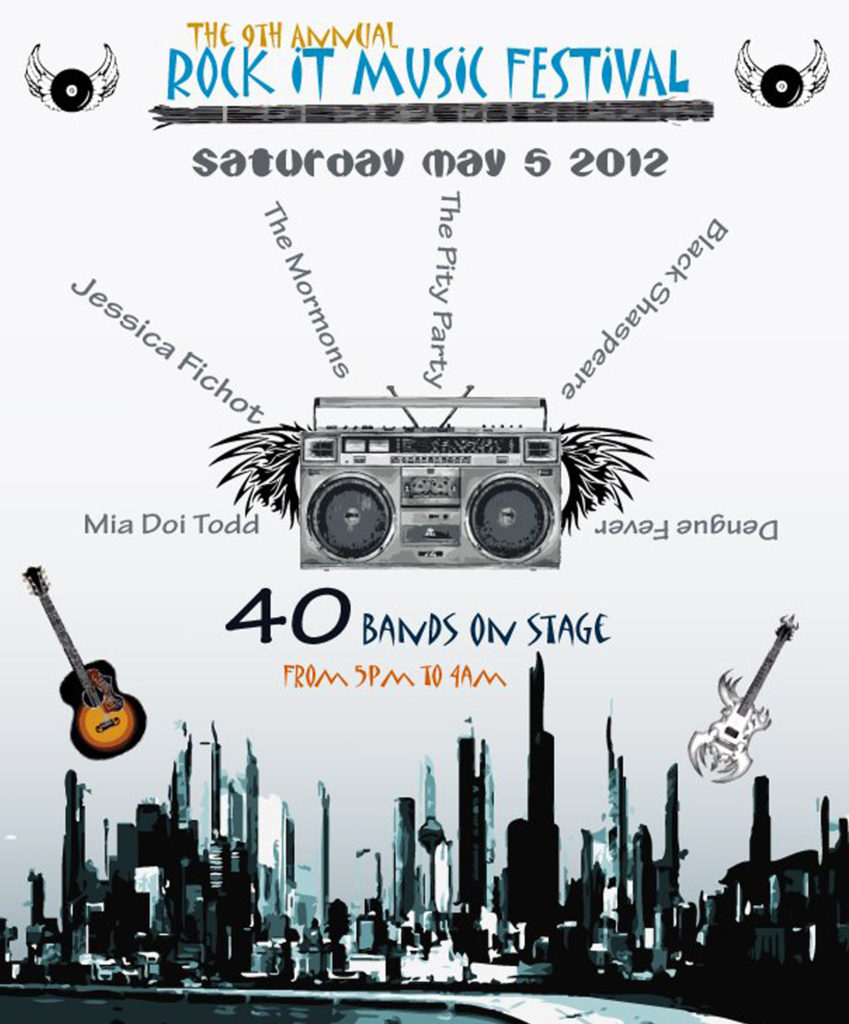 THE 9TH ANNUAL
ROCK iT MUSIC FESTiVAL
saturday may 5 2012
Jessica Fichot
The Mormons
The Pity Party
Black Shaspeare
Mia Doi Todd
Dengue Fever
40 BANDS ON STAGE
FROM 5PM TO 4AM